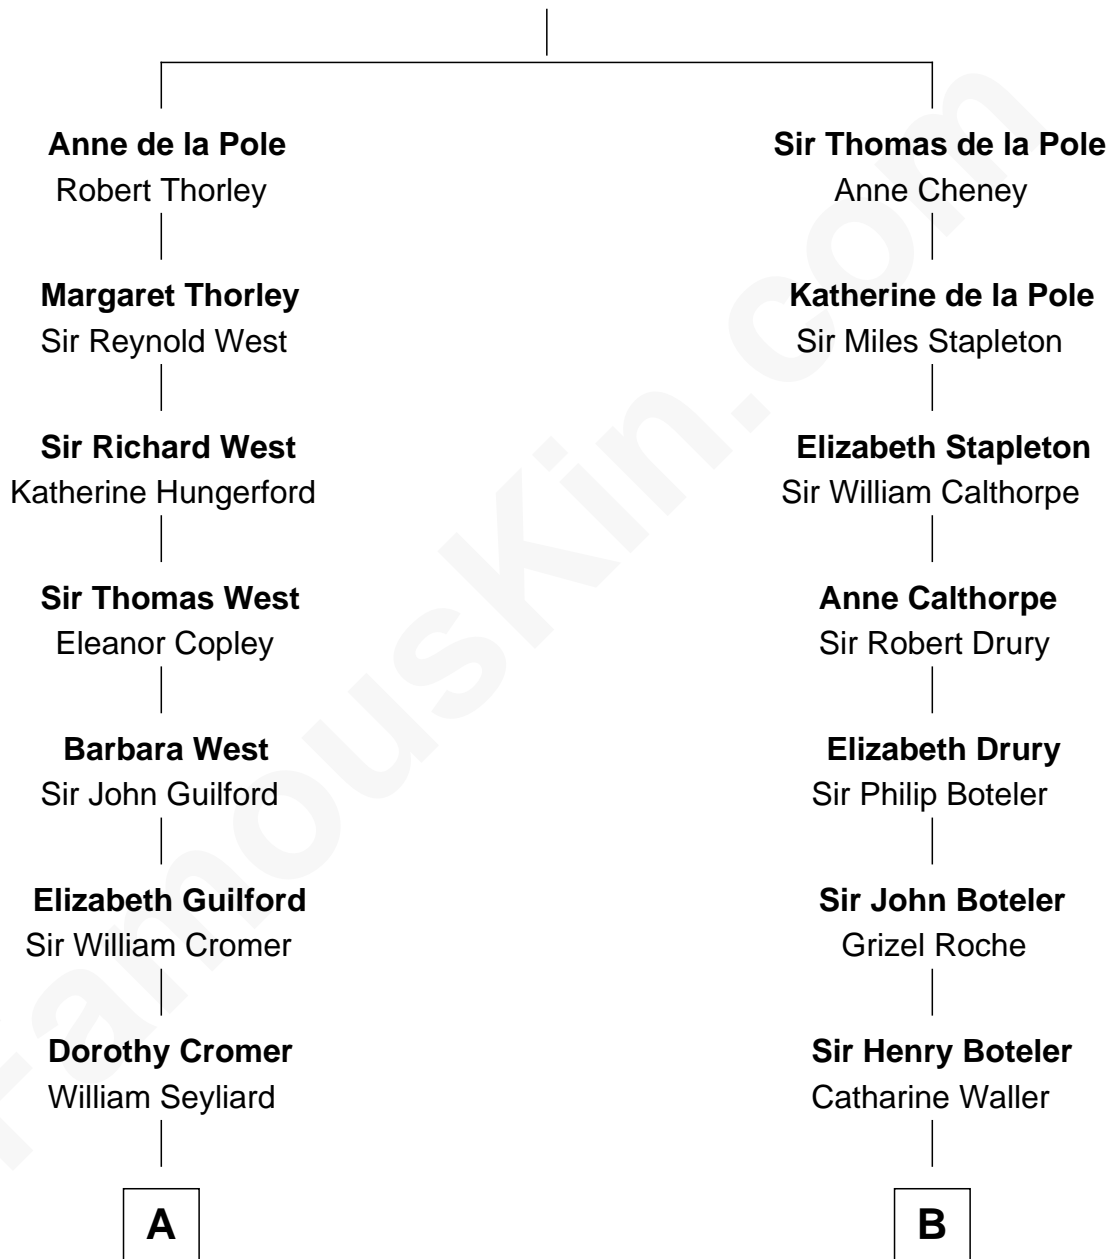 Anne de la Pole
Robert Thorley
Margaret Thorley
Sir Reynold West
Sir Richard West
Katherine Hungerford
Sir Thomas West
Eleanor Copley
Barbara West
Sir John Guilford
Elizabeth Guilford
Sir William Cromer
Dorothy Cromer
William Seyliard
A
Sir Thomas de la Pole
Anne Cheney
Katherine de la Pole
Sir Miles Stapleton
Elizabeth Stapleton
Sir William Calthorpe
Anne Calthorpe
Sir Robert Drury
Elizabeth Drury
Sir Philip Boteler
Sir John Boteler
Grizel Roche
Sir Henry Boteler
Catharine Waller
B
FamousKin.com